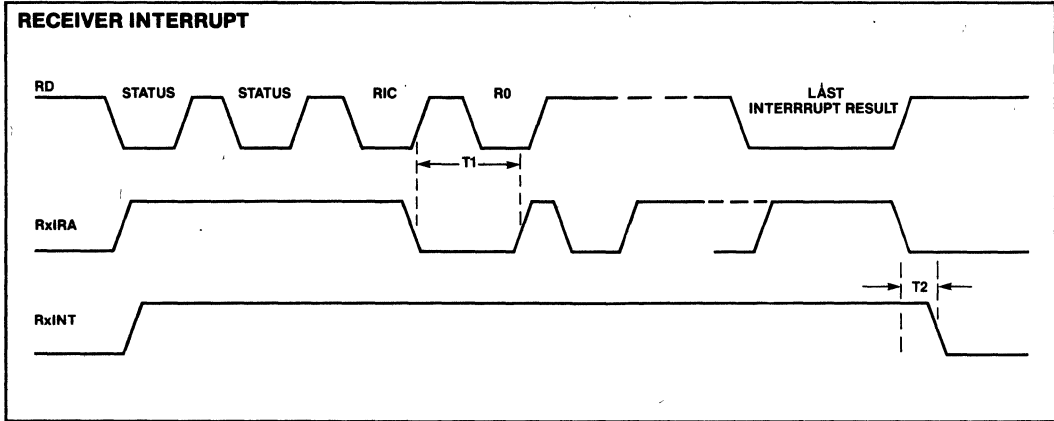 RECEIVER INTERRUPT
RD
STATUS
STATUS
RIC
R0
LAST
INTERRRUPT RESULT
T1
RxIRA
T2
RxINT